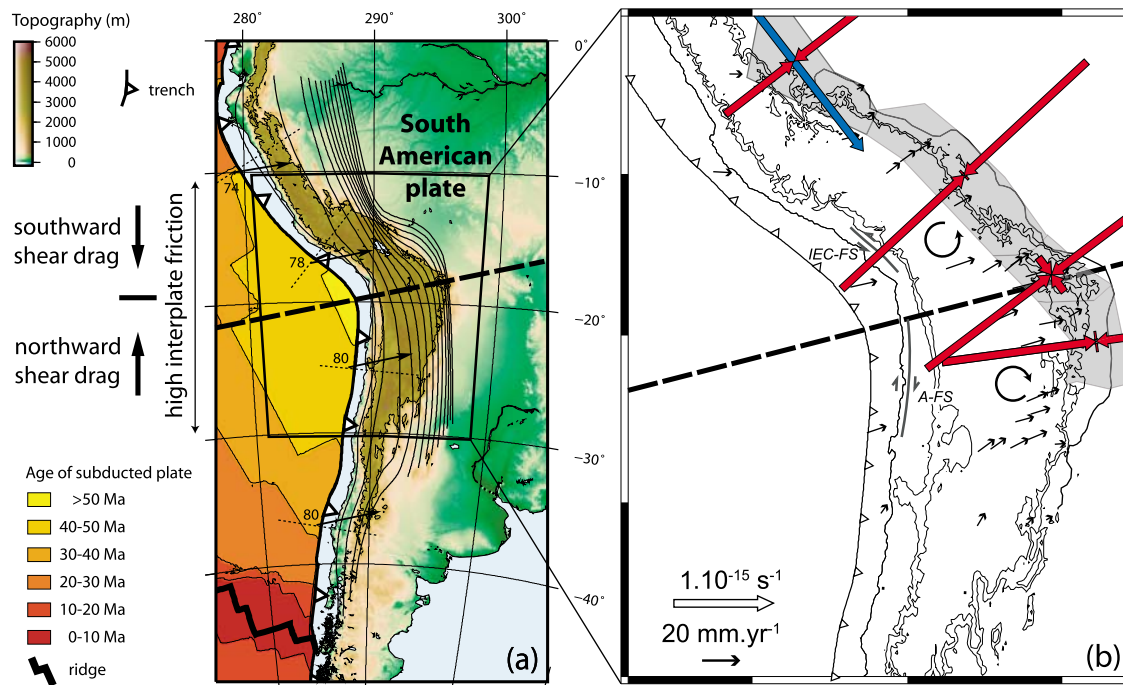 Topography (m)
6000
5000
4000
3000
2000
1000
0
trench
southward
shear drag
northward
shear drag
high interplate friction
Age of subducted plate
>50 Ma
40-50 Ma
30-40 Ma
20-30 Ma
10-20 Ma
0-10 Ma
ridge
280° 290° 300°
0°
−10°
−20°
−30°
−40°
South
American
plate
74
78
80
80
(a)
IEC-FS
A-FS
1.10⁻¹⁵ s⁻¹
20 mm.yr⁻¹
(b)